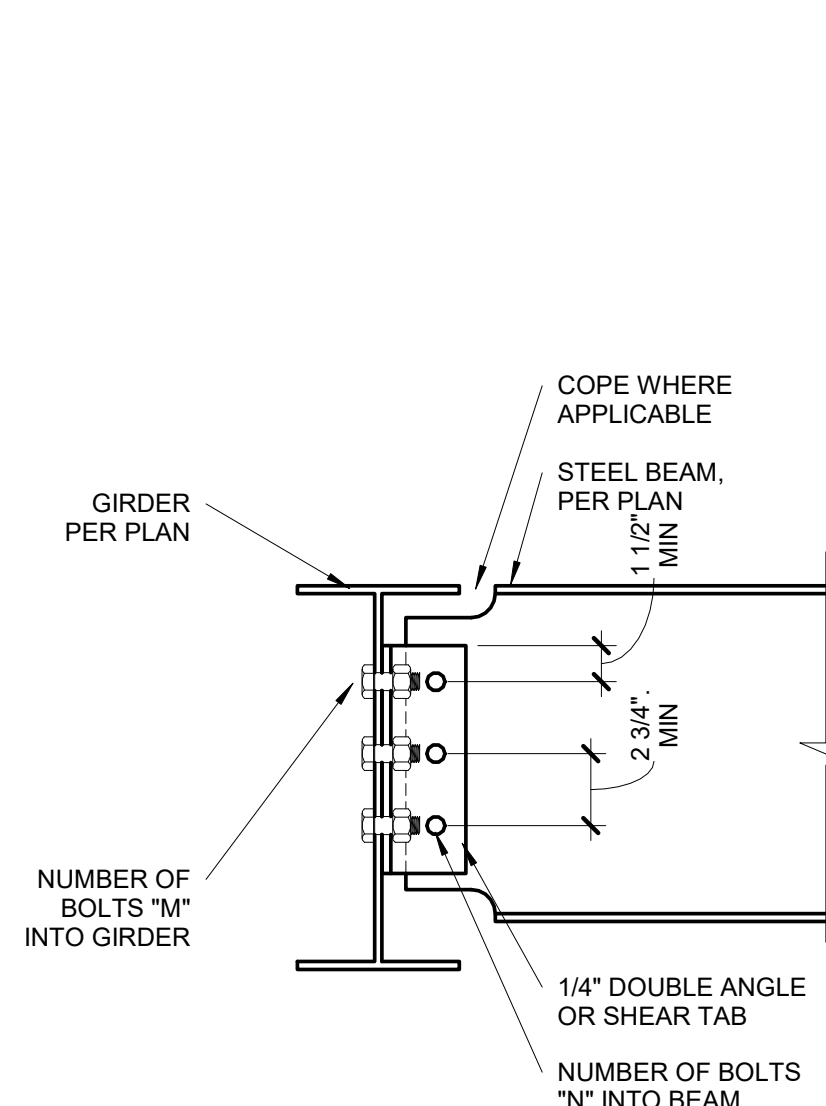 COPE WHERE
APPLICABLE
STEEL BEAM,
PER PLAN
GIRDER
PER PLAN
1 1/2"
MIN
2 3/4".
MIN
NUMBER OF
BOLTS "M"
INTO GIRDER
1/4" DOUBLE ANGLE
OR SHEAR TAB
NUMBER OF BOLTS
"N" INTO BEAM